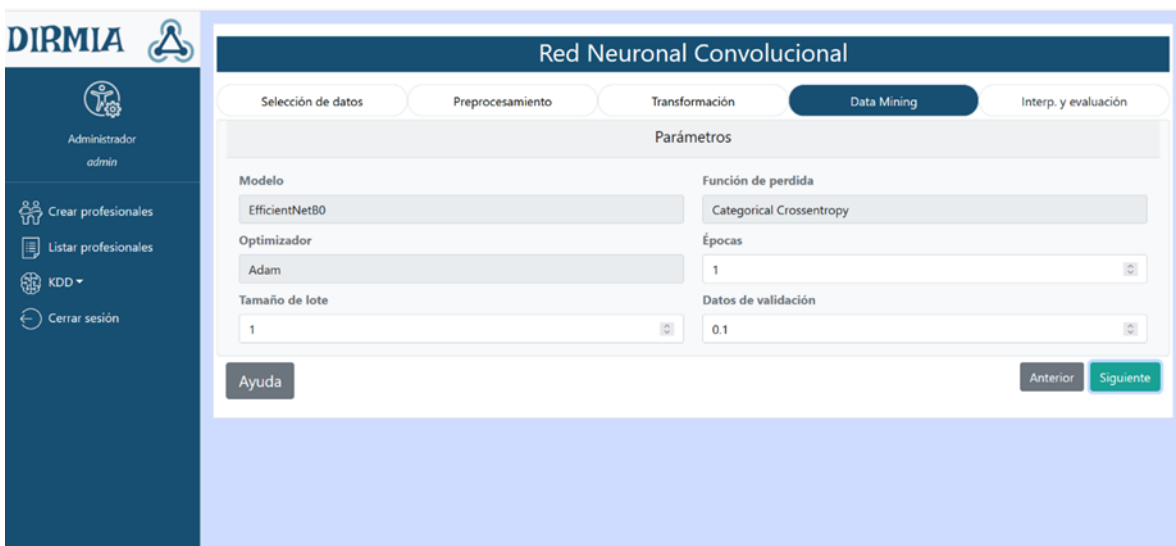 DIRMIA
Administrador
admin
Crear profesionales
Listar profesionales
KDD
Cerrar sesión
Red Neuronal Convolucional
Selección de datos Preprocesamiento Transformación Data Mining Interp. y evaluación
Parámetros
Modelo Función de perdida
EfficientNetB0 Categorical Crossentropy
Optimizador Épocas
Adam 1
Tamaño de lote Datos de validación
1 0.1
Ayuda Anterior Siguiente